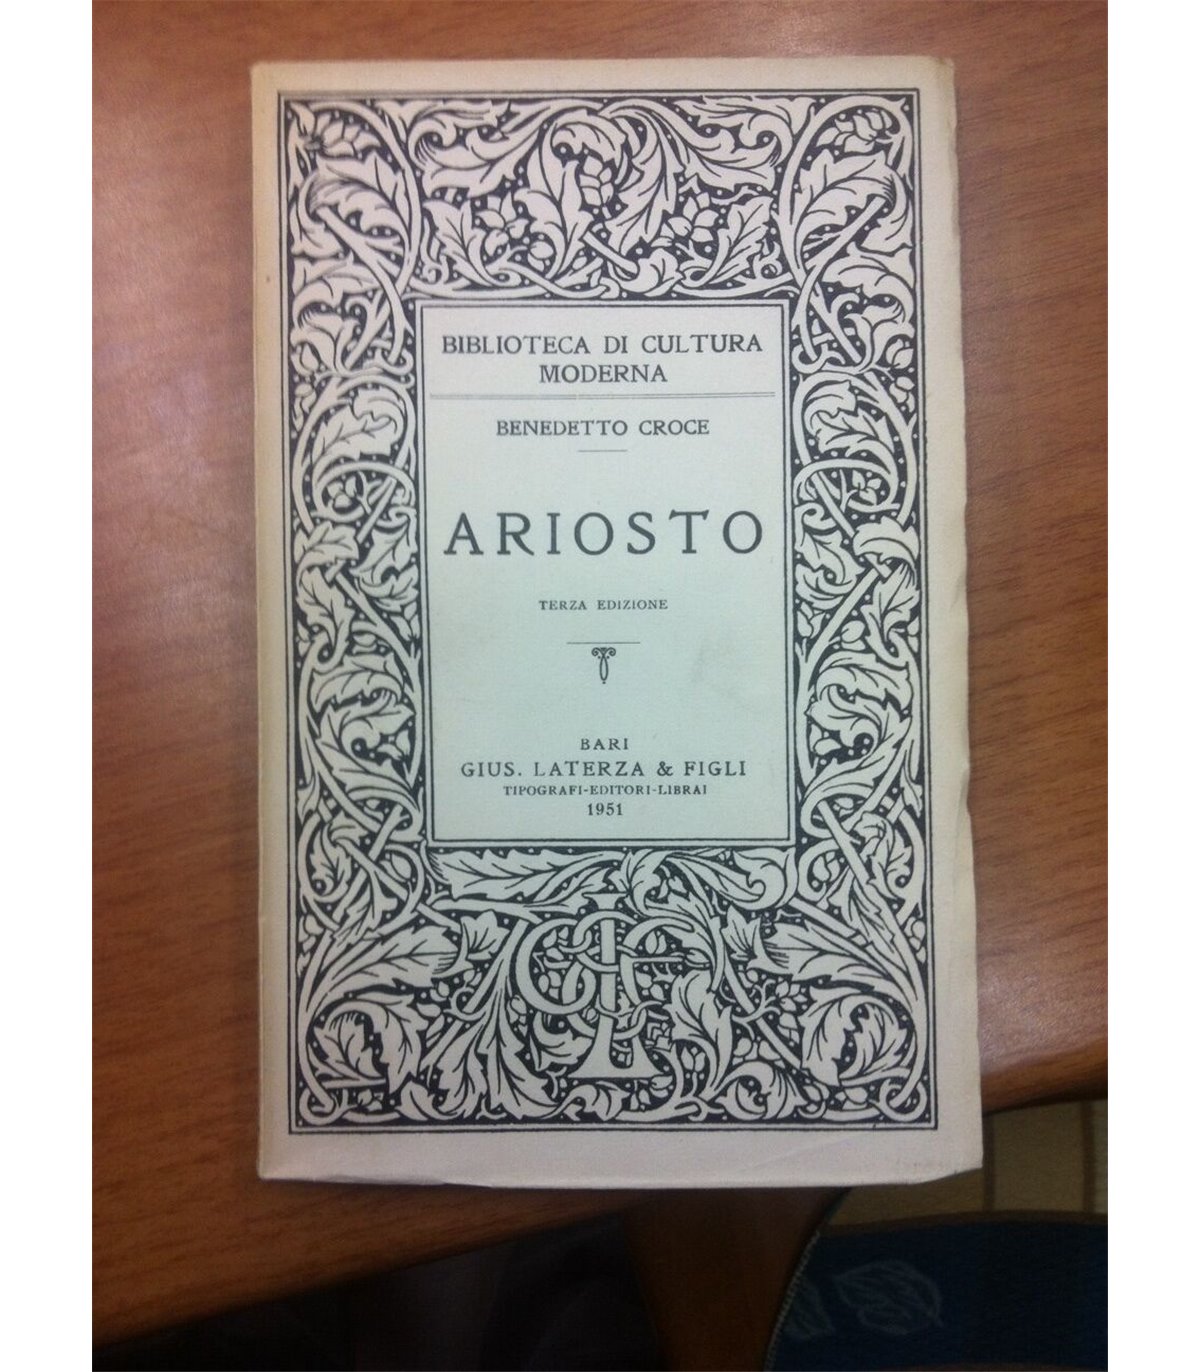 BIBLIOTECA DI CULTURA
MODERNA
BENEDETTO CROCE
ARIOSTO
TERZA EDIZIONE
BARI
GIUS. LATERZA & FIGLI
TIPOGRAFI-EDITORI-LIBRAI
1951